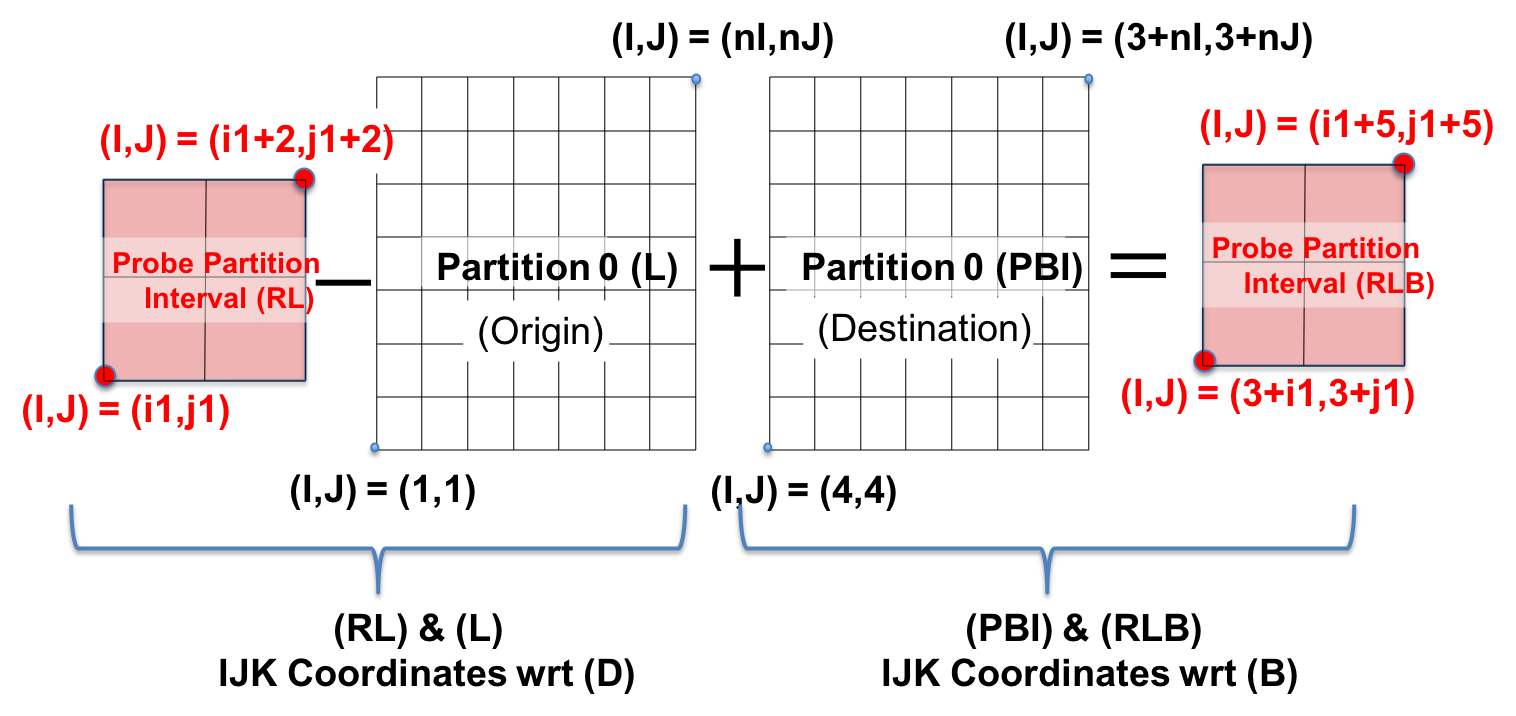 (I,J) = (nI,nJ)
(I,J) = (3+nI,3+nJ)
(I,J) = (i1+2,j1+2)
(I,J) = (i1+5,j1+5)
Probe Partition
Interval (RL)
−
Partition 0 (L)
(Origin)
+
Partition 0 (PBI)
(Destination)
=
Probe Partition
Interval (RLB)
(I,J) = (i1,j1)
(I,J) = (3+i1,3+j1)
(I,J) = (1,1)
(I,J) = (4,4)
(RL) & (L)
IJK Coordinates wrt (D)
(PBI) & (RLB)
IJK Coordinates wrt (B)